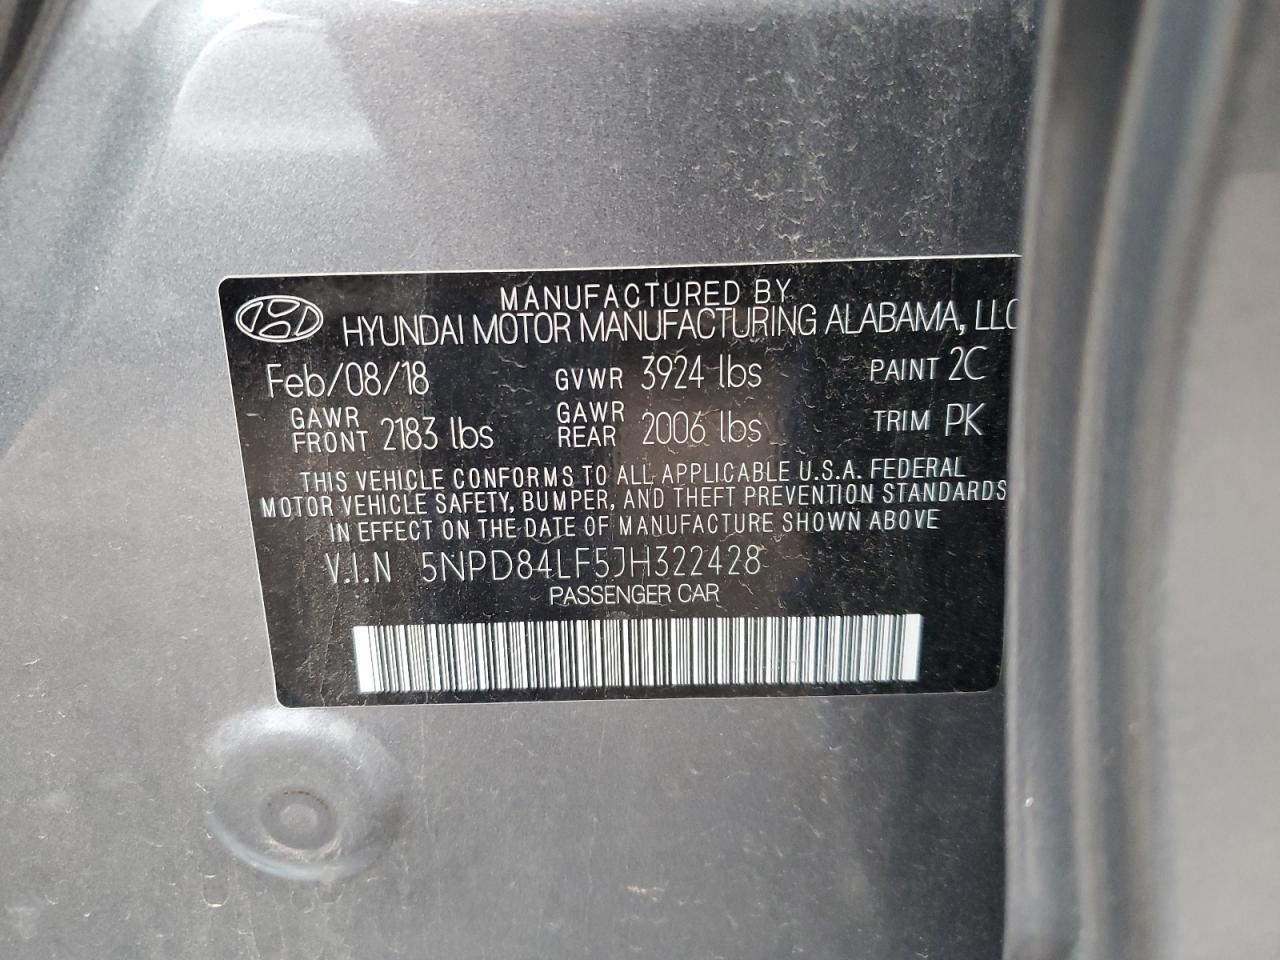 MANUFACTURED BY
HYUNDAI MOTOR MANUFACTURING ALABAMA, LLC
Feb/08/18 GVWR 3924 lbs PAINT 2C
GAWR FRONT 2183 lbs GAWR REAR 2006 lbs TRIM PK
THIS VEHICLE CONFORMS TO ALL APPLICABLE U.S.A. FEDERAL
MOTOR VEHICLE SAFETY, BUMPER, AND THEFT PREVENTION STANDARDS
IN EFFECT ON THE DATE OF MANUFACTURE SHOWN ABOVE
V.I.N 5NPD84LF5JH322428
PASSENGER CAR